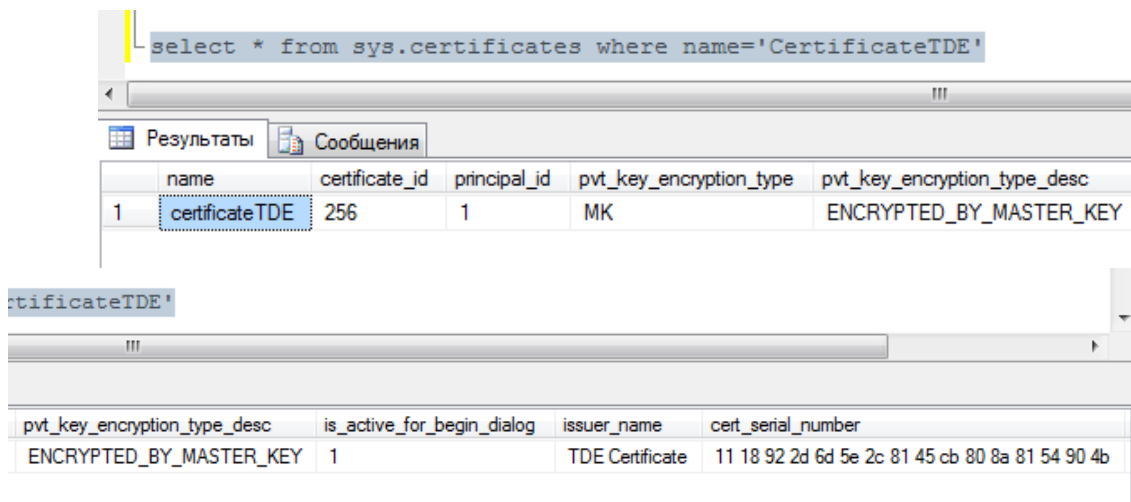 select * from sys.certificates where name='CertificateTDE'
Результаты Сообщения
name certificate_id principal_id pvt_key_encryption_type pvt_key_encryption_type_desc
1 certificateTDE 256 1 MK ENCRYPTED_BY_MASTER_KEY
rtificateTDE'
pvt_key_encryption_type_desc is_active_for_begin_dialog issuer_name cert_serial_number
ENCRYPTED_BY_MASTER_KEY 1 TDE Certificate 11 18 92 2d 6d 5e 2c 81 45 cb 80 8a 81 54 90 4b